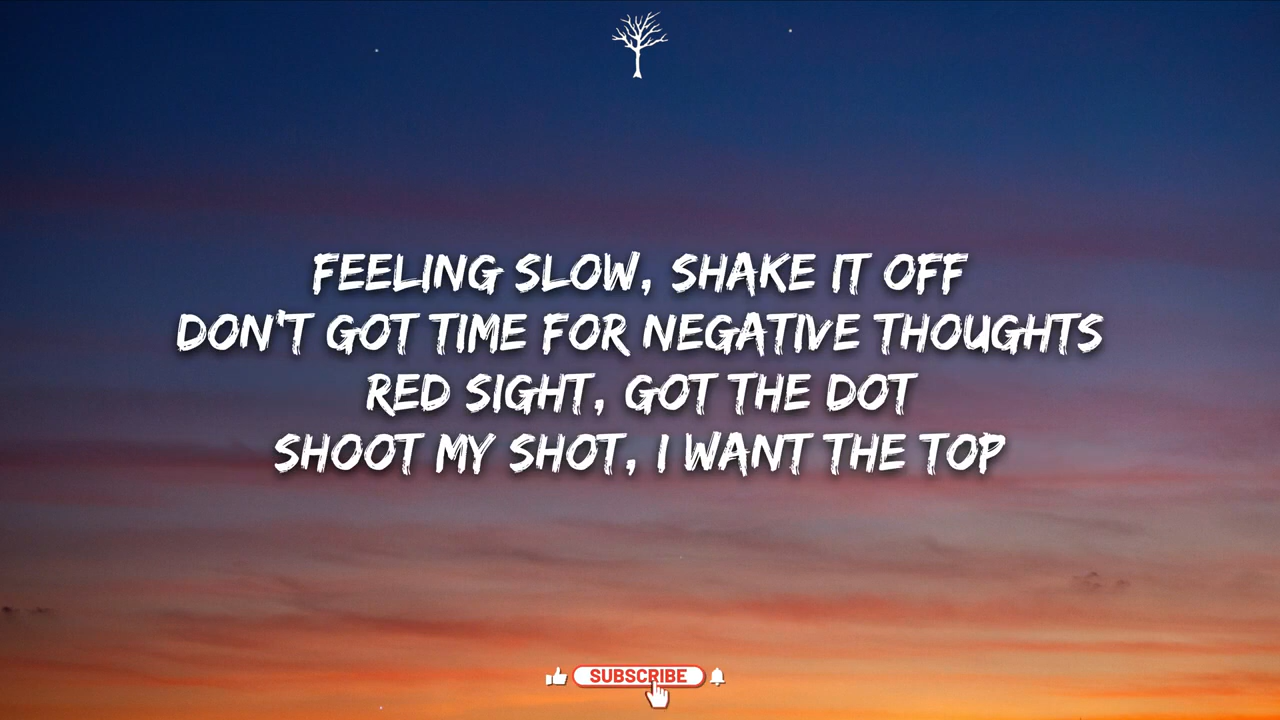 FEELING SLOW, SHAKE IT OFF
DON'T GOT TIME FOR NEGATIVE THOUGHTS
RED SIGHT, GOT THE DOT
SHOOT MY SHOT, I WANT THE TOP
SUBSCRIBE